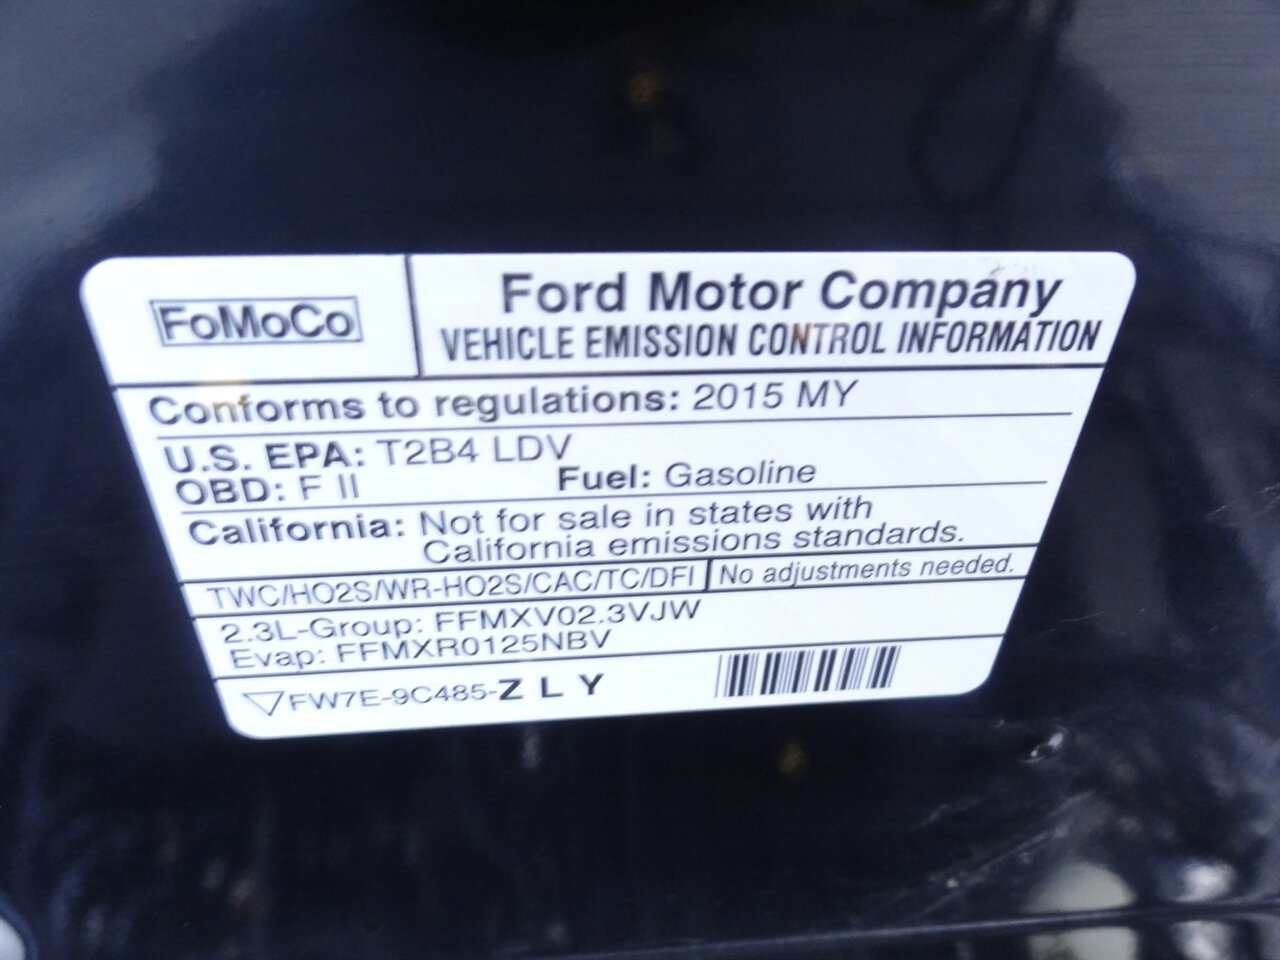 FoMoCo
Ford Motor Company
VEHICLE EMISSION CONTROL INFORMATION
Conforms to regulations: 2015 MY
U.S. EPA: T2B4 LDV
OBD: F II Fuel: Gasoline
California: Not for sale in states with
California emissions standards.
TWC/HO2S/WR-HO2S/CAC/TC/DFI No adjustments needed.
2.3L-Group: FFMXV02.3VJW
Evap: FFMXR0125NBV
FW7E-9C485-Z L Y